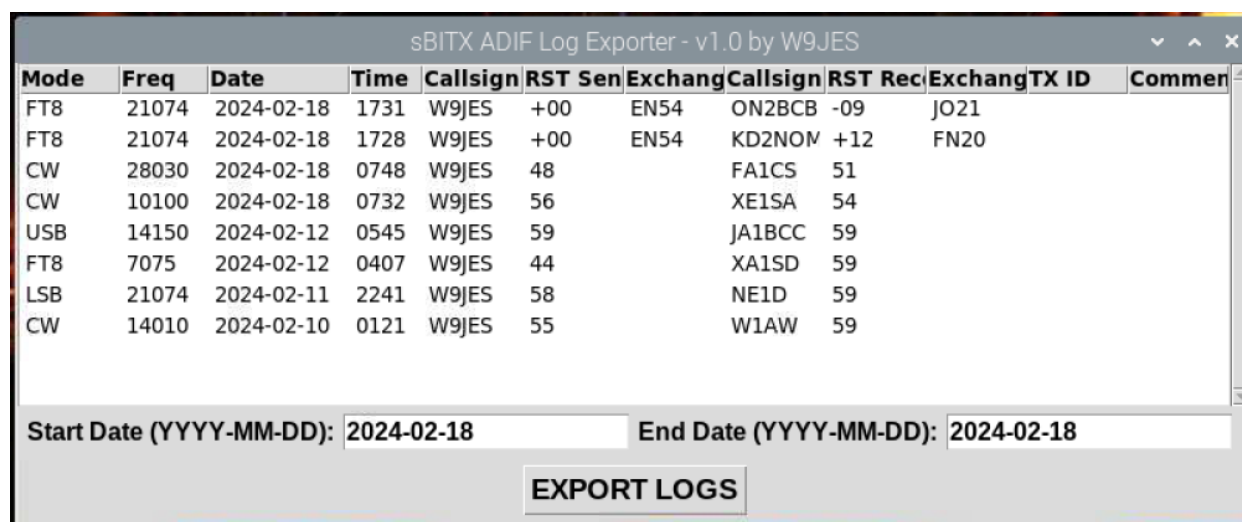 sBITX ADIF Log Exporter - v1.0 by W9JES
Mode Freq Date Time Callsign RST Sen Exchang Callsign RST Rec Exchang TX ID Commen
FT8 21074 2024-02-18 1731 W9JES +00 EN54 ON2BCB -09 JO21
FT8 21074 2024-02-18 1728 W9JES +00 EN54 KD2NOM +12 FN20
CW 28030 2024-02-18 0748 W9JES 48 FA1CS 51
CW 10100 2024-02-18 0732 W9JES 56 XE1SA 54
USB 14150 2024-02-12 0545 W9JES 59 JA1BCC 59
FT8 7075 2024-02-12 0407 W9JES 44 XA1SD 59
LSB 21074 2024-02-11 2241 W9JES 58 NE1D 59
CW 14010 2024-02-10 0121 W9JES 55 W1AW 59
Start Date (YYYY-MM-DD): 2024-02-18 End Date (YYYY-MM-DD): 2024-02-18
EXPORT LOGS